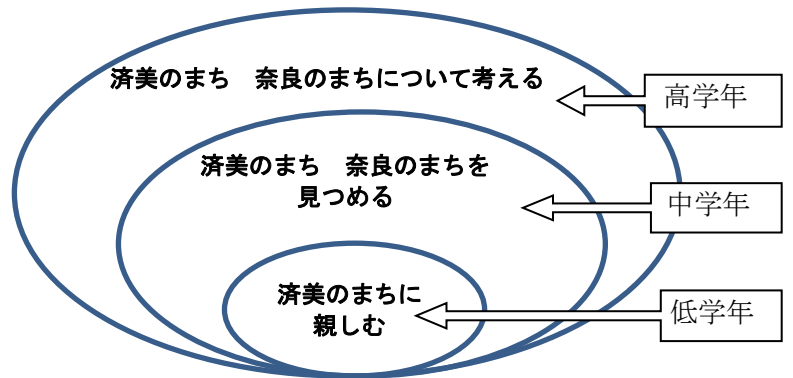 済美のまち　奈良のまちについて考える
高学年
済美のまち　奈良のまちを
見つめる
中学年
済美のまちに
親しむ
低学年